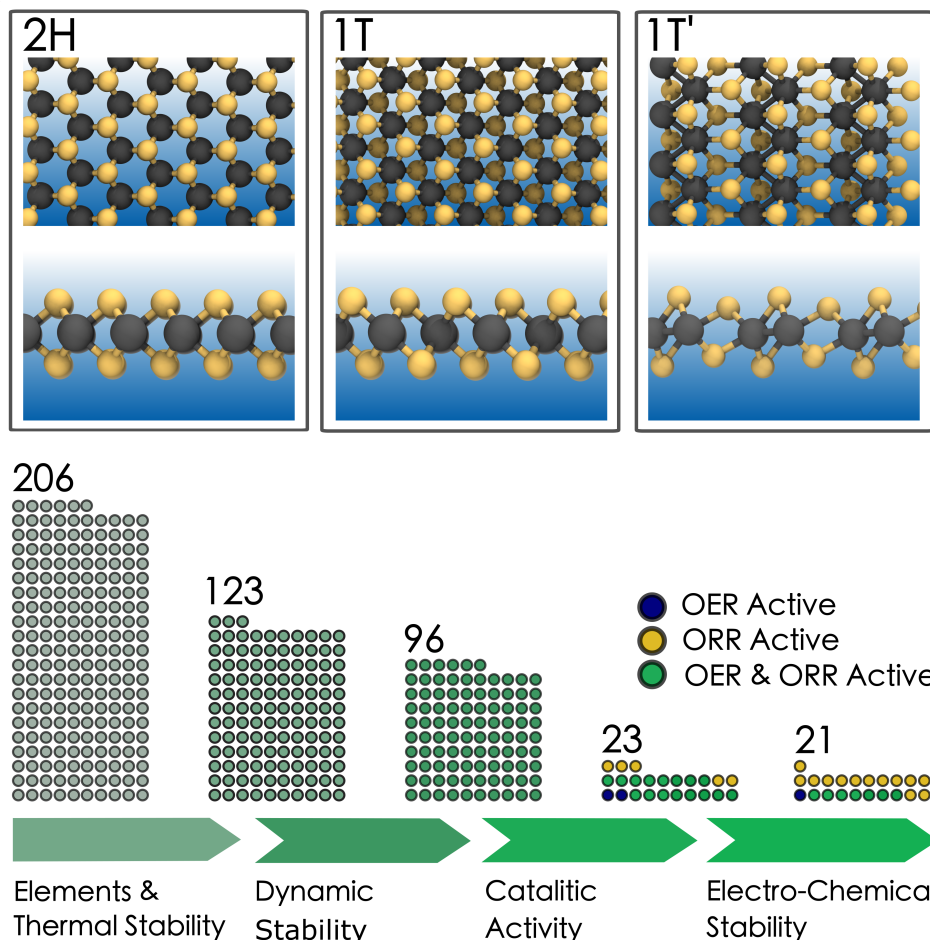 2H
1T
1T'
206
123
96
23
21
OER Active
ORR Active
OER & ORR Active
Elements &
Thermal Stability
Dynamic
Stability
Catalitic
Activity
Electro-Chemica
Stability